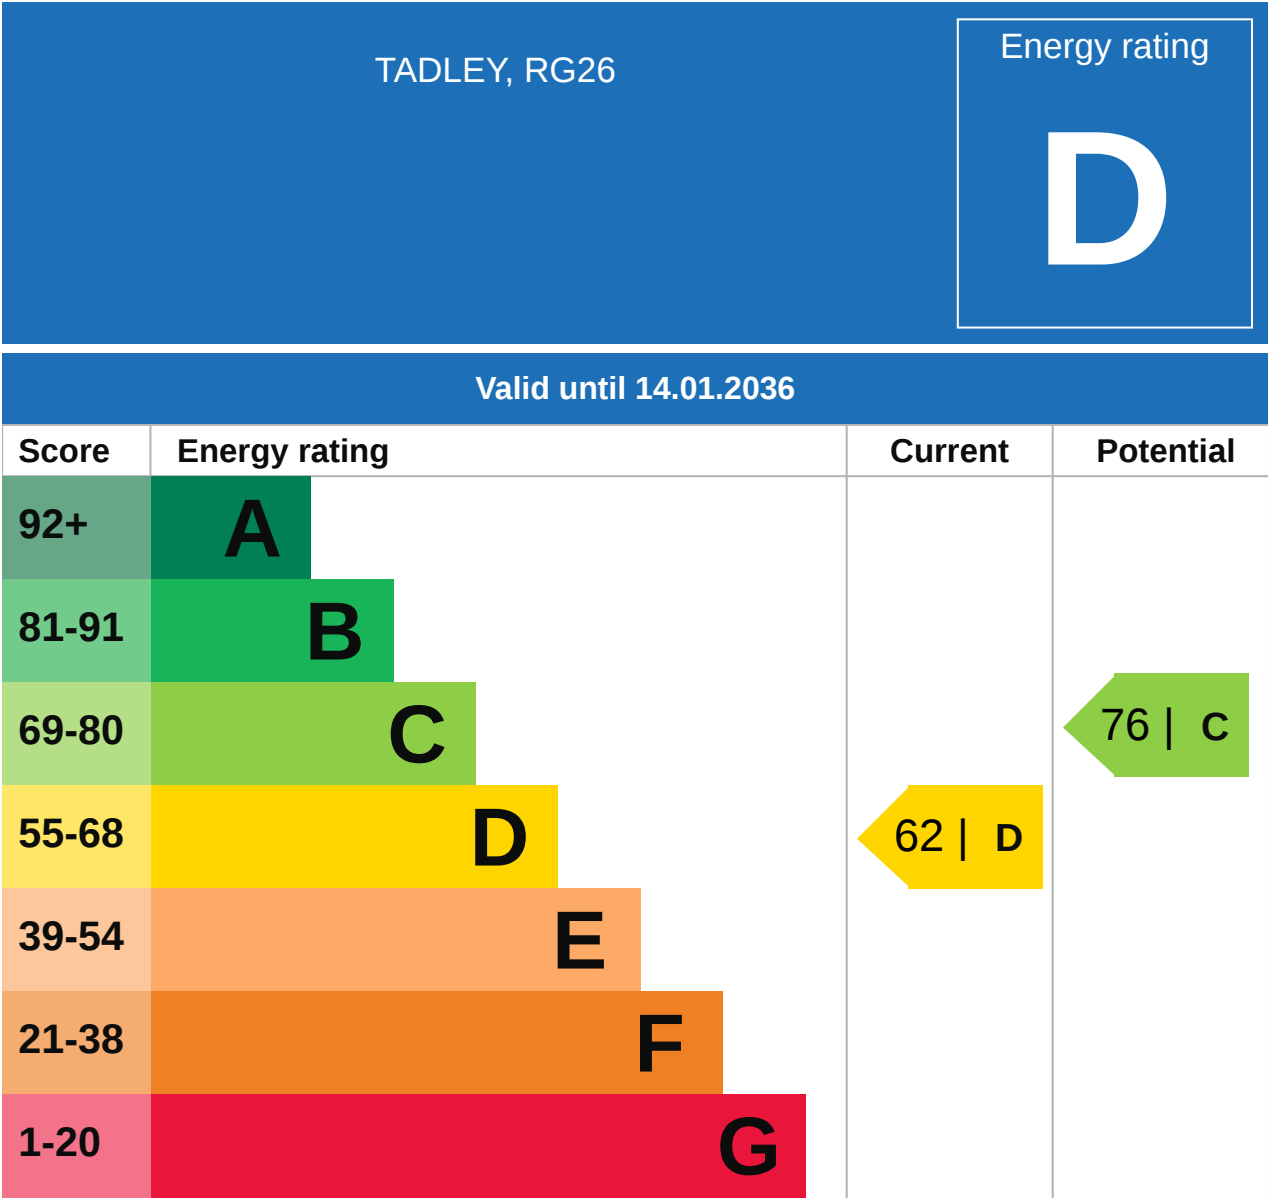 TADLEY, RG26
Energy rating
D
Valid until 14.01.2036
Score Energy rating Current Potential
92+ A
81-91 B
69-80 C
76 | C
55-68 D
62 | D
39-54 E
21-38 F
1-20 G